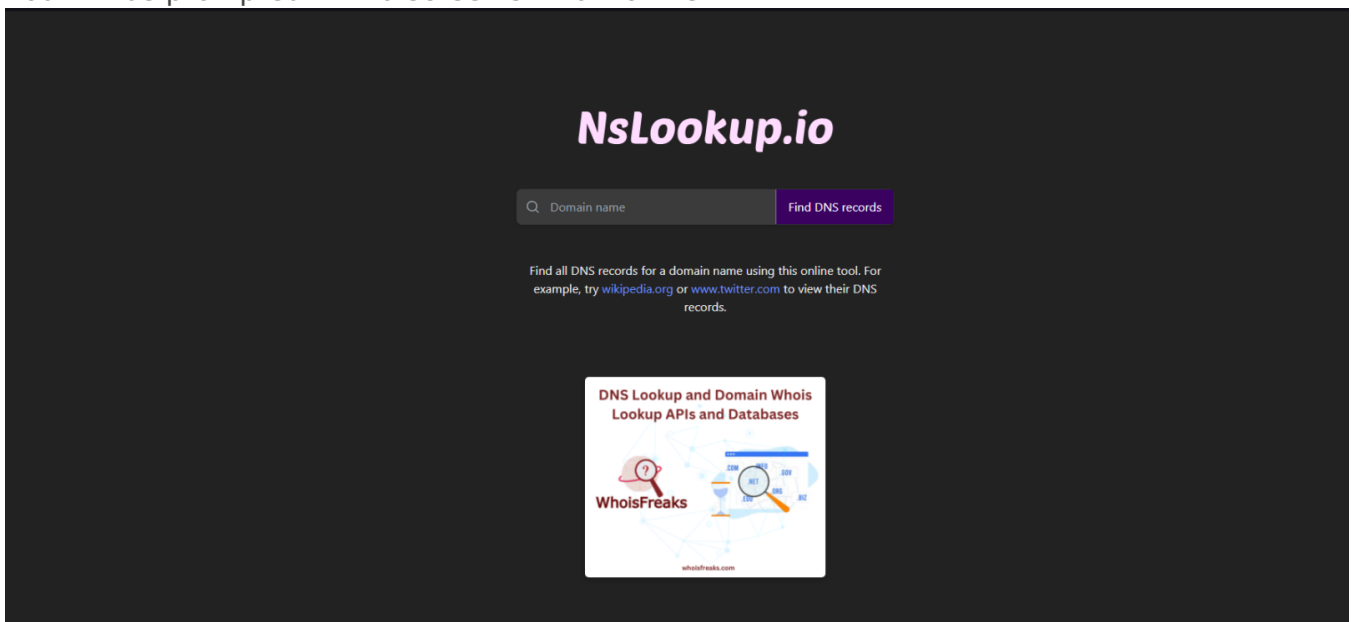 NsLookup.io
Domain name
Find DNS records
Find all DNS records for a domain name using this online tool. For
example, try wikipedia.org or www.twitter.com to view their DNS
records.
DNS Lookup and Domain Whois
Lookup APIs and Databases
?
WhoisFreaks
.COM
.GOV
.NET
.ORG
.BIZ
whoisfreaks.com